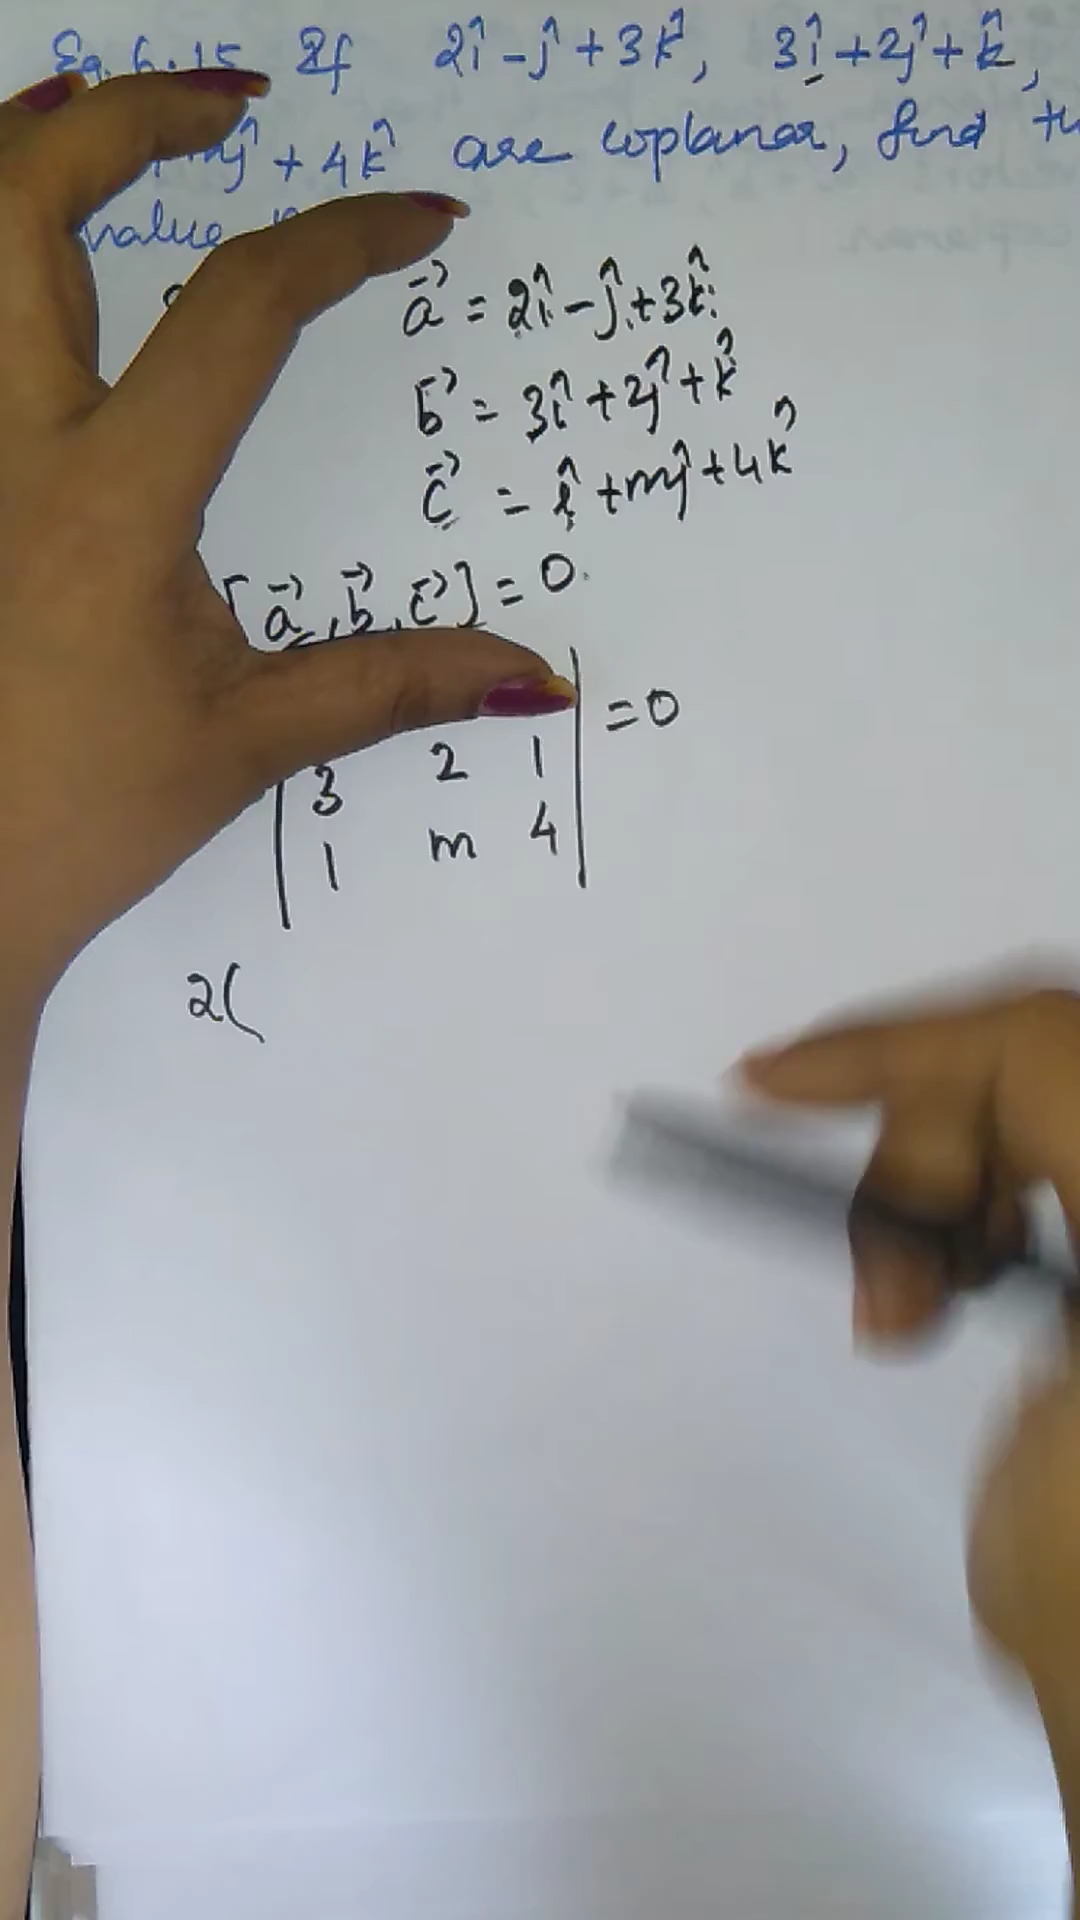 Eg. 6.15 If 2î - ĵ + 3k̂, 3î + 2ĵ + k̂,
mĵ + 4k̂ are coplanar, find
value
a⃗ = 2î - ĵ + 3k̂
b⃗ = 3î + 2ĵ + k̂
c⃗ = î + mĵ + 4k̂
[a⃗, b⃗, c⃗] = 0
= 0
3 2 1
1 m 4
2(